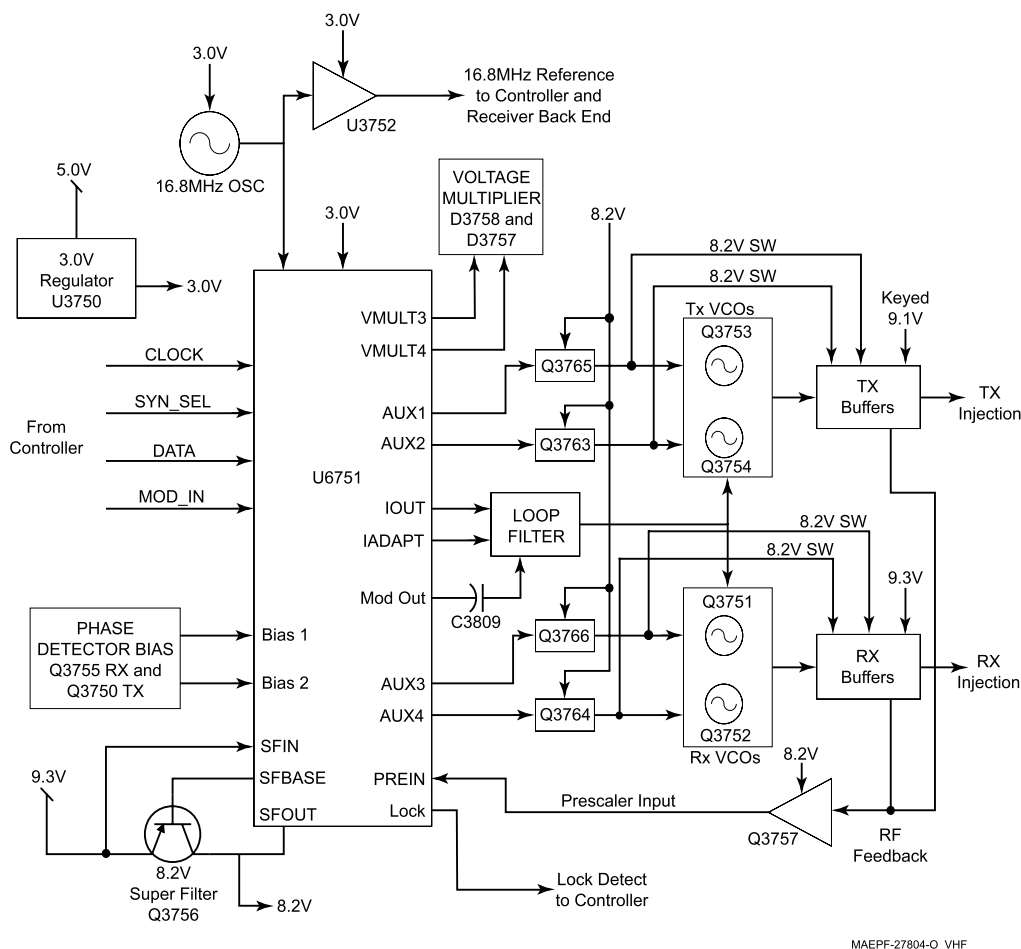 3.0V
3.0V
16.8MHz Reference
to Controller and
Receiver Back End
U3752
16.8MHz OSC
5.0V
3.0V
Regulator
U3750
3.0V
3.0V
VOLTAGE
MULTIPLIER
D3758 and
D3757
8.2V
8.2V SW
8.2V SW
Keyed
9.1V
Tx VCOs
Q3753
Q3754
TX
Buffers
TX
Injection
VMULT3
VMULT4
Q3765
AUX1
Q3763
AUX2
From
Controller
CLOCK
SYN_SEL
DATA
MOD_IN
U6751
IOUT
IADAPT
LOOP
FILTER
Mod Out
C3809
8.2V SW
8.2V SW
9.3V
Q3751
Q3752
Rx VCOs
RX
Buffers
RX
Injection
Q3766
AUX3
Q3764
AUX4
PHASE
DETECTOR BIAS
Q3755 RX and
Q3750 TX
Bias 1
Bias 2
SFIN
SFBASE
SFOUT
9.3V
8.2V
Super Filter
Q3756
8.2V
PREIN
Lock
Prescaler Input
8.2V
Q3757
RF
Feedback
Lock Detect
to Controller
MAEPF-27804-O VHF